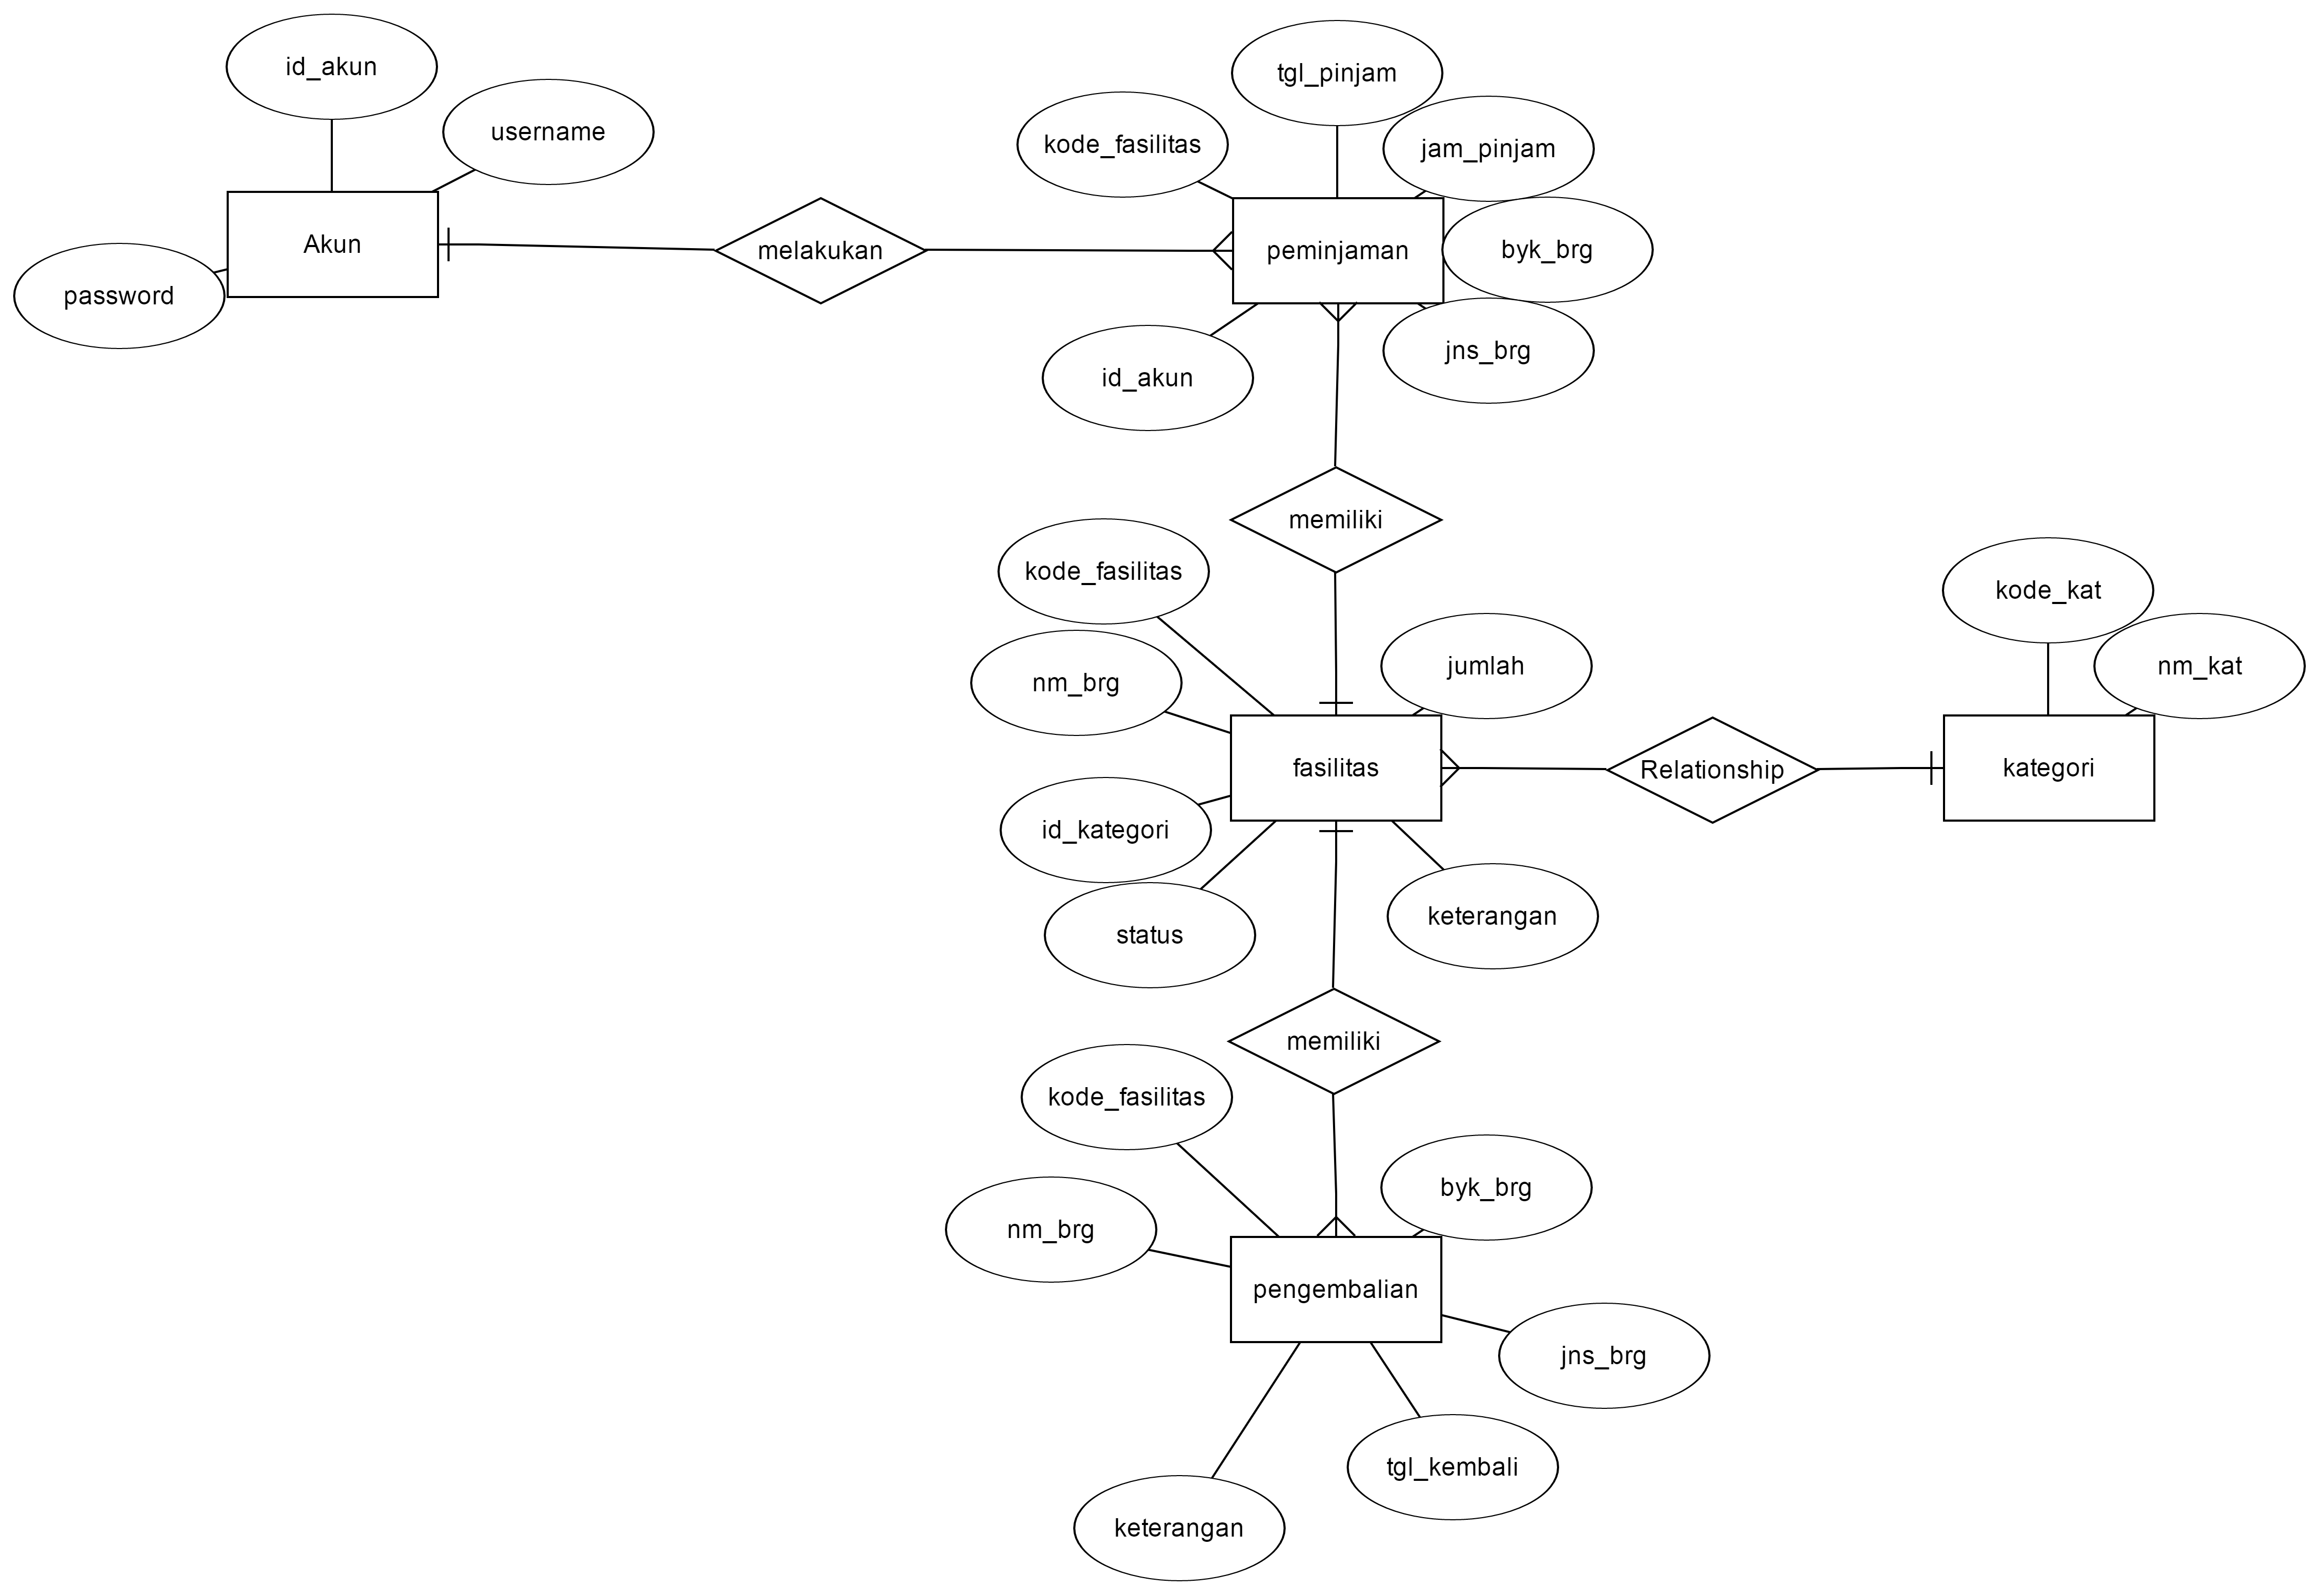 id_akun
username
Akun
password
melakukan
tgl_pinjam
kode_fasilitas
jam_pinjam
peminjaman
byk_brg
jns_brg
id_akun
memiliki
kode_fasilitas
nm_brg
jumlah
fasilitas
id_kategori
status
keterangan
Relationship
kode_kat
nm_kat
kategori
memiliki
kode_fasilitas
nm_brg
byk_brg
pengembalian
jns_brg
tgl_kembali
keterangan